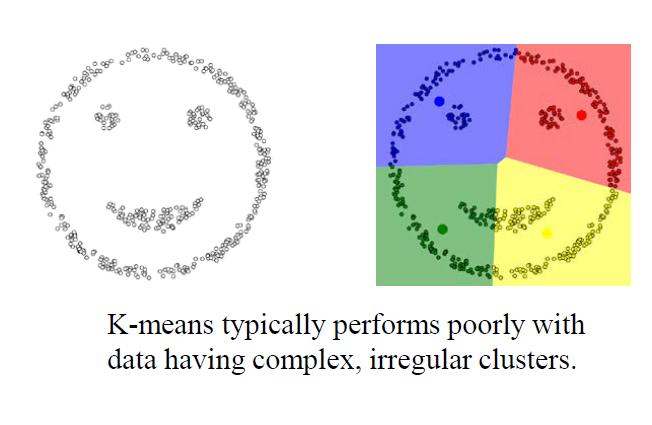 K-means typically performs poorly with
data having complex, irregular clusters.